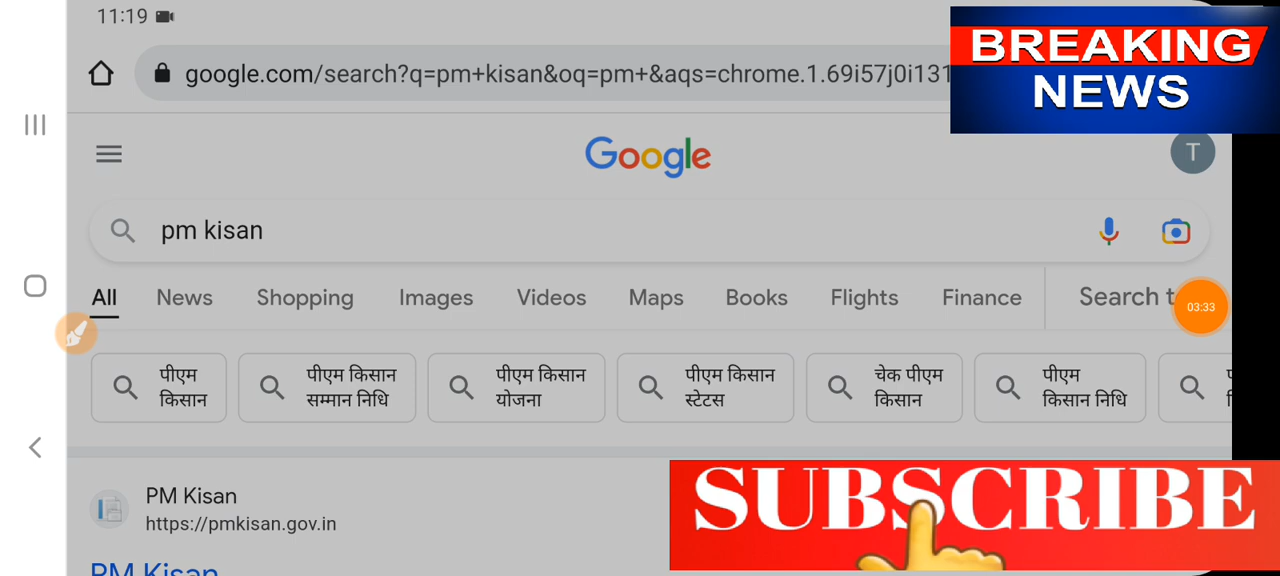 11:19
BREAKING
NEWS
google.com/search?q=pm+kisan&oq=pm+&aqs=chrome.1.69i57j0i131
Google
T
pm kisan
All News Shopping Images Videos Maps Books Flights Finance Search t
03:33
पीएम
किसान
पीएम किसान
सम्मान निधि
पीएम किसान
योजना
पीएम किसान
स्टेटस
चेक पीएम
किसान
पीएम
किसान निधि
PM Kisan
https://pmkisan.gov.in
PM Kisan
SUBSCRIBE